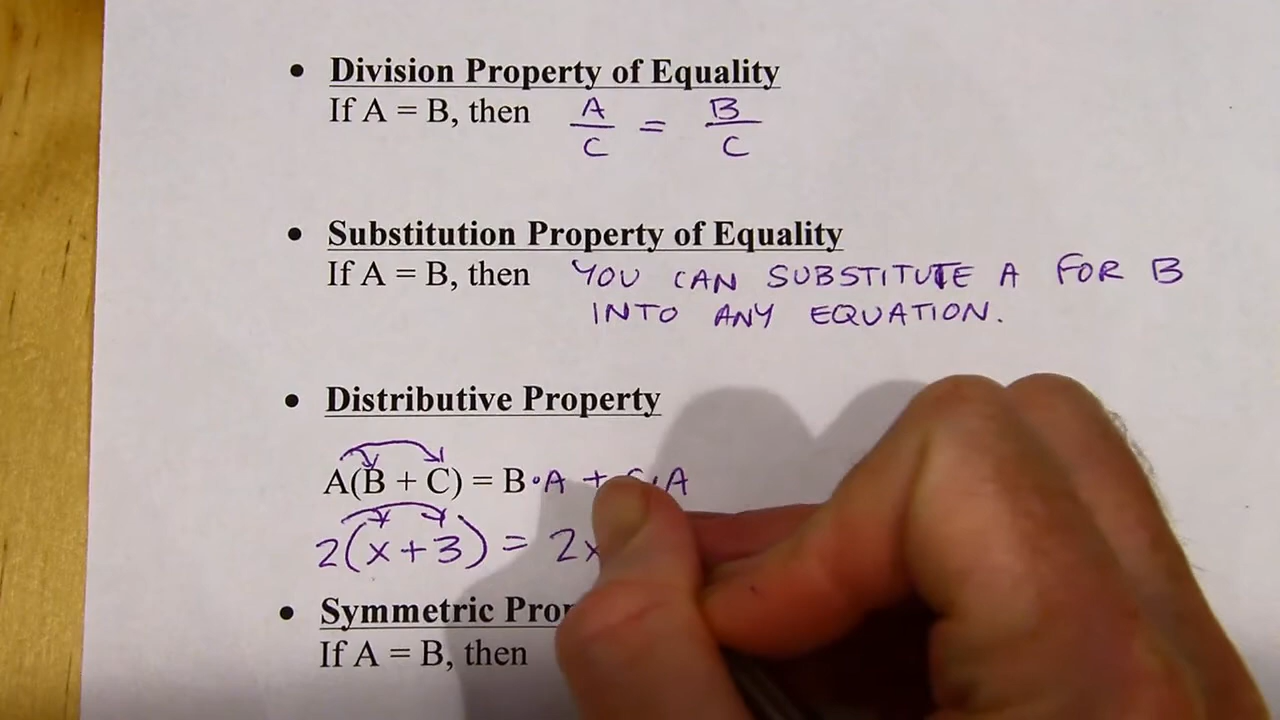 • Division Property of Equality
If A = B, then A/C = B/C
• Substitution Property of Equality
If A = B, then YOU CAN SUBSTITUTE A FOR B
INTO ANY EQUATION.
• Distributive Property
A(B + C) = B·A + A
2(x+3) = 2x
• Symmetric
If A = B, then